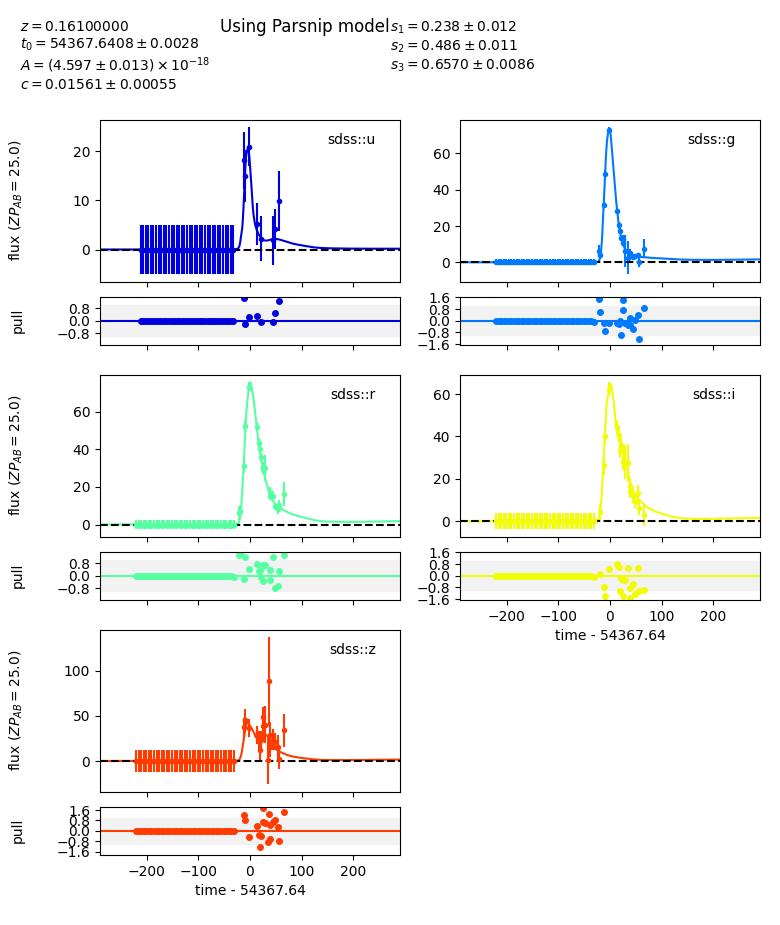 Using Parsnip model
z = 0.16100000
t₀ = 54367.6408 ± 0.0028
A = (4.597 ± 0.013) × 10⁻¹⁸
c = 0.01561 ± 0.00055
s₁ = 0.238 ± 0.012
s₂ = 0.486 ± 0.011
s₃ = 0.6570 ± 0.0086
flux (ZP_AB = 25.0)
20
10
0
sdss::u
60
40
20
0
sdss::g
pull
0.8
0.0
−0.8
1.6
0.8
0.0
−0.8
−1.6
flux (ZP_AB = 25.0)
60
40
20
0
sdss::r
60
40
20
0
sdss::i
pull
0.8
0.0
−0.8
1.6
0.8
0.0
−0.8
−1.6
−200 −100 0 100 200
time - 54367.64
flux (ZP_AB = 25.0)
100
50
0
sdss::z
pull
1.6
0.8
0.0
−0.8
−1.6
−200 −100 0 100 200
time - 54367.64